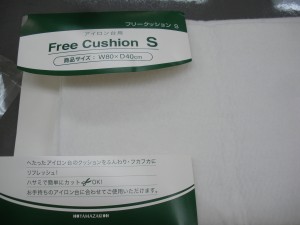 フリークッション S
アイロン台用
Free Cushion S
商品サイズ：W80×D40cm
へたったアイロン台のクッションをふんわり・フカフカに
リフレッシュ!
ハサミで簡単にカットOK!
※手持ちのアイロン台に合わせてご使用いただけます。